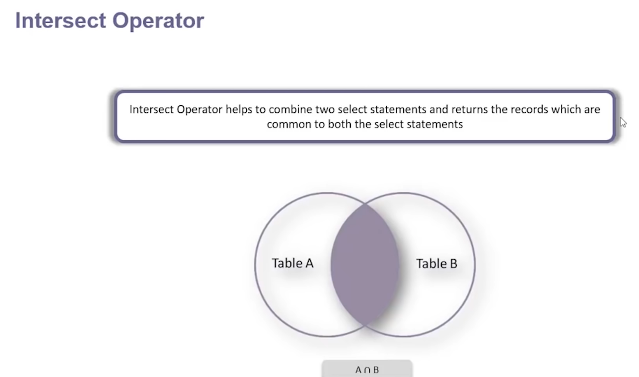 Intersect Operator
Intersect Operator helps to combine two select statements and returns the records which are
common to both the select statements
Table A
Table B
A ∩ B